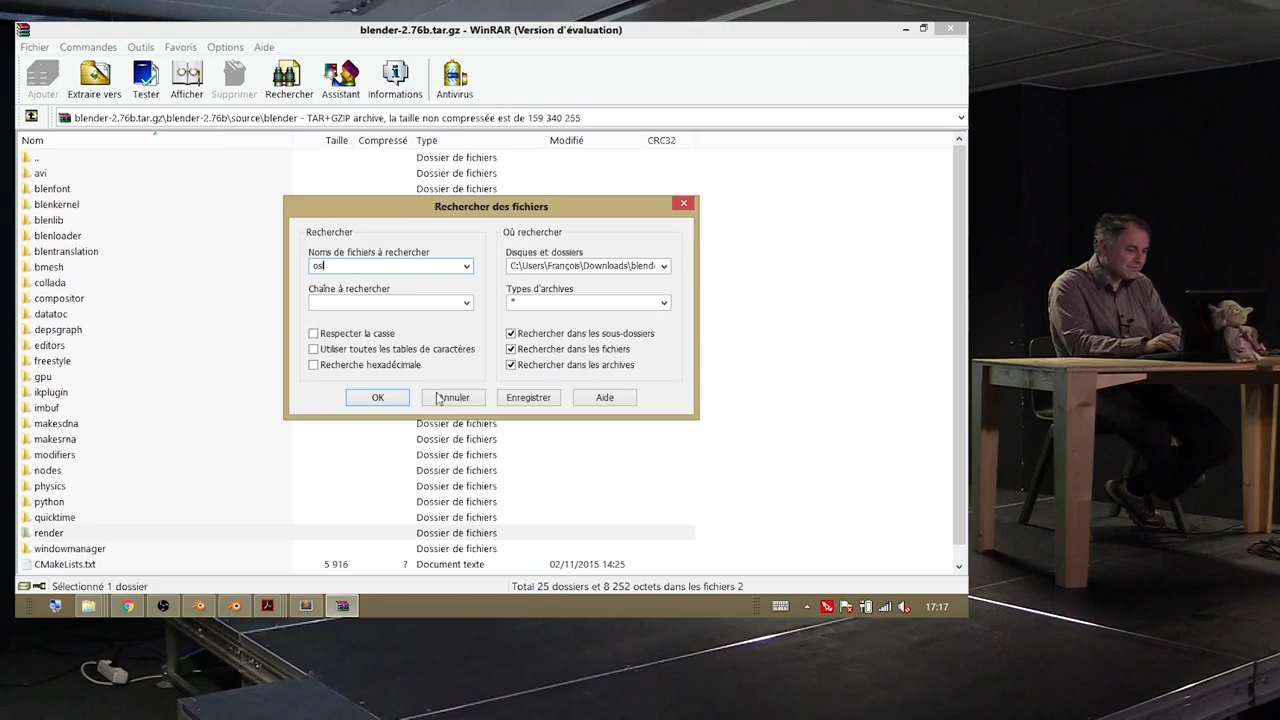 blender-2.76b.tar.gz - WinRAR (Version d'évaluation)
Fichier Commandes Outils Favoris Options Aide
Ajouter Extraire vers Tester Afficher Supprimer Rechercher Assistant Informations Antivirus
blender-2.76b.tar.gz\blender-2.76b\source\blender - TAR+GZIP archive, la taille non compressée est de 159 340 255
Nom Taille Compressé Type Modifié CRC32
.. Dossier de fichiers
avi Dossier de fichiers
blenfont Dossier de fichiers
blenkernel
blenlib
blenloader
blentranslation
bmesh
collada
compositor
datatoc
depsgraph
editors
freestyle
gpu
ikplugin
imbuf
makesdna Dossier de fichiers
makesrna Dossier de fichiers
modifiers Dossier de fichiers
nodes Dossier de fichiers
physics Dossier de fichiers
python Dossier de fichiers
quicktime Dossier de fichiers
render Dossier de fichiers
windowmanager Dossier de fichiers
CMakeLists.txt 5 916 ? Document texte 02/11/2015 14:25
Rechercher des fichiers
Rechercher
Noms de fichiers à rechercher
osl
Chaîne à rechercher
Respecter la casse
Utiliser toutes les tables de caractères
Recherche hexadécimale
Où rechercher
Disques et dossiers
C:\Users\François\Downloads\blend
Types d'archives
*
Rechercher dans les sous-dossiers
Rechercher dans les fichiers
Rechercher dans les archives
OK Annuler Enregistrer Aide
Sélectionné 1 dossier Total 25 dossiers et 8 252 octets dans les fichiers 2
17:17